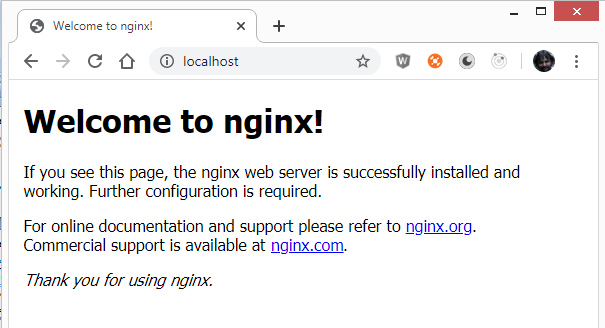 Welcome to nginx!
localhost
Welcome to nginx!
If you see this page, the nginx web server is successfully installed and
working. Further configuration is required.
For online documentation and support please refer to nginx.org.
Commercial support is available at nginx.com.
Thank you for using nginx.